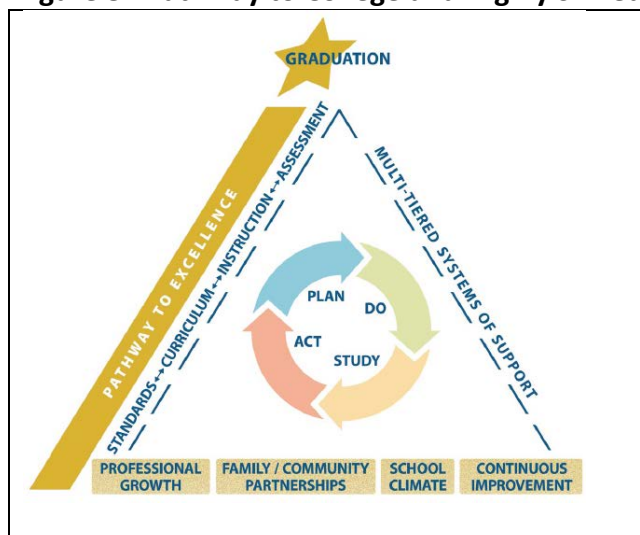 GRADUATION
PATHWAY TO EXCELLENCE
STANDARDS↔CURRICULUM↔INSTRUCTION↔ASSESSMENT
MULTI-TIERED SYSTEMS OF SUPPORT
PLAN
DO
ACT
STUDY
PROFESSIONAL
GROWTH
FAMILY / COMMUNITY
PARTNERSHIPS
SCHOOL
CLIMATE
CONTINUOUS
IMPROVEMENT